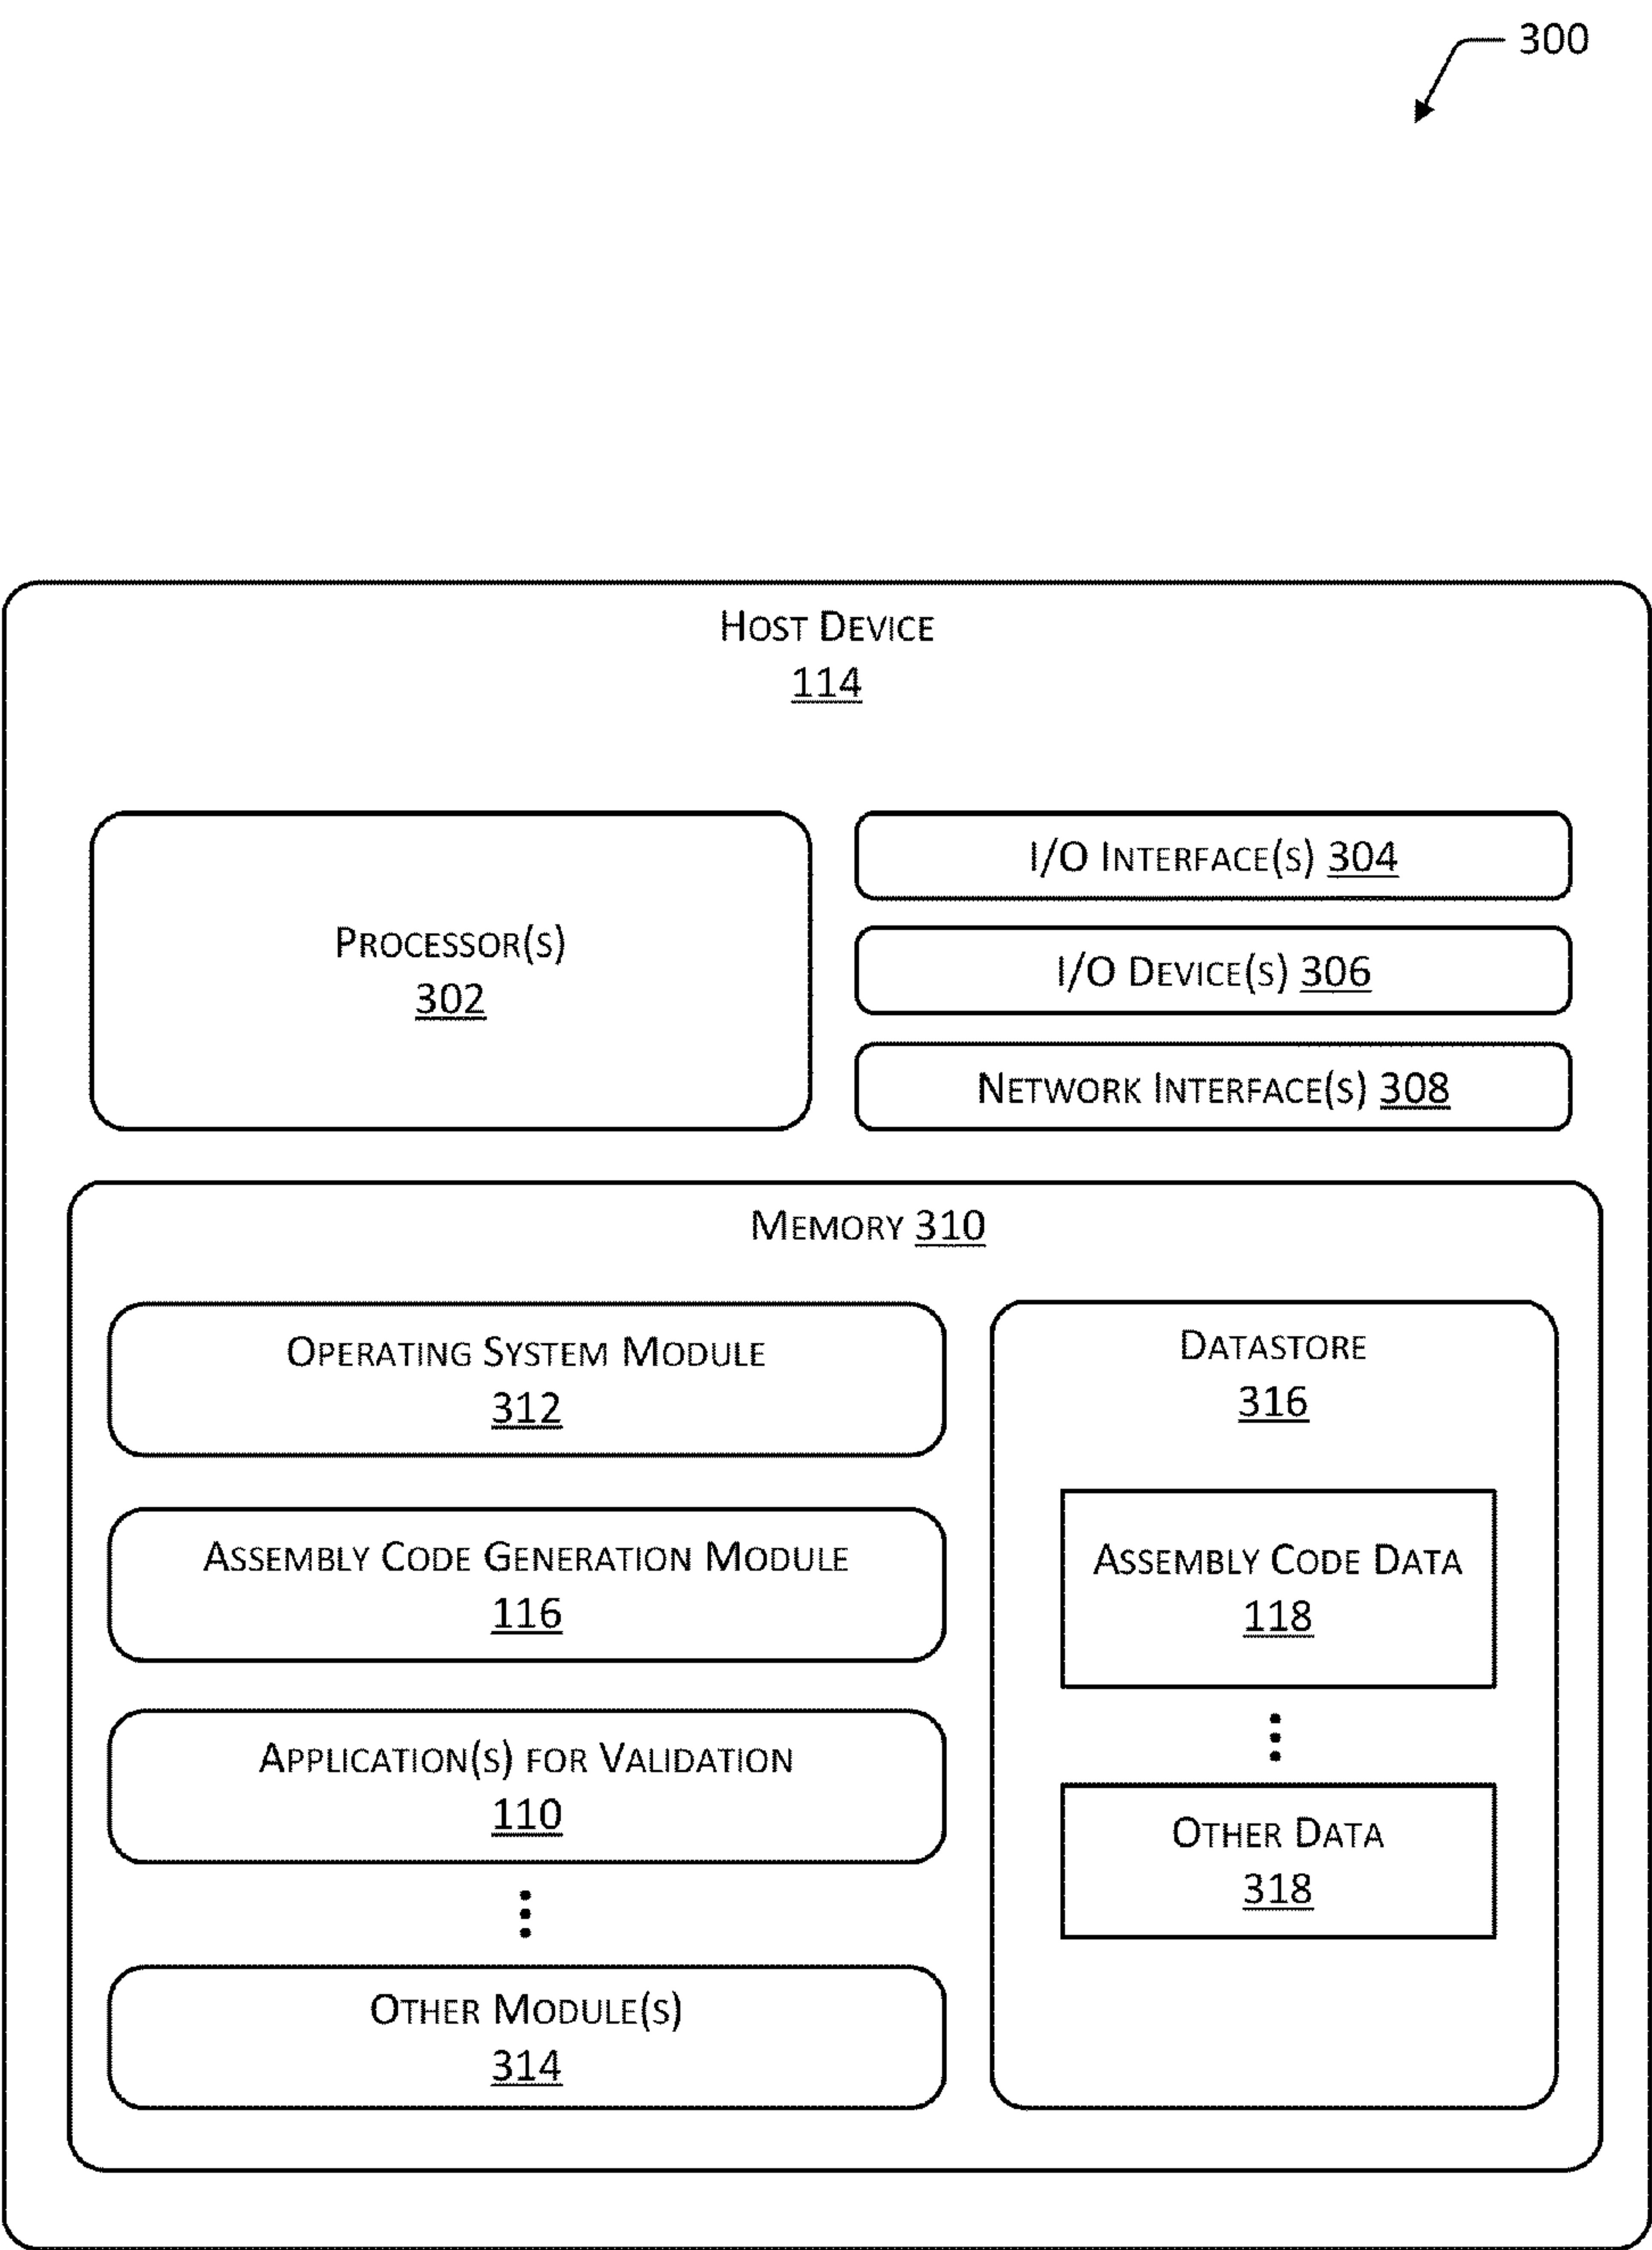 300
HOST DEVICE
114
PROCESSOR(S)
302
I/O INTERFACE(S) 304
I/O DEVICE(S) 306
NETWORK INTERFACE(S) 308
MEMORY 310
OPERATING SYSTEM MODULE
312
ASSEMBLY CODE GENERATION MODULE
116
APPLICATION(S) FOR VALIDATION
110
OTHER MODULE(S)
314
DATASTORE
316
ASSEMBLY CODE DATA
118
OTHER DATA
318